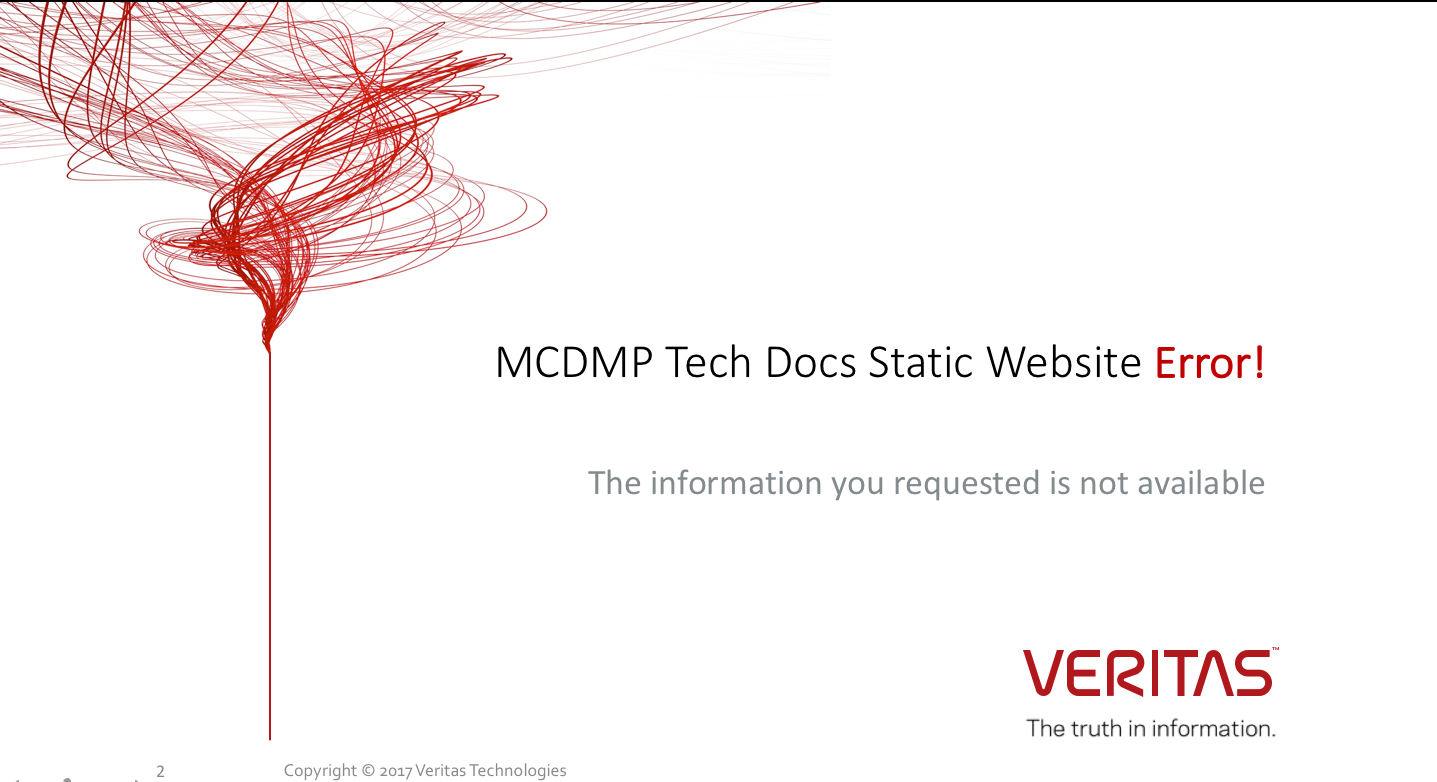 MCDMP Tech Docs Static Website Error!
The information you requested is not available
VERITAS™
The truth in information.
2
Copyright © 2017 Veritas Technologies